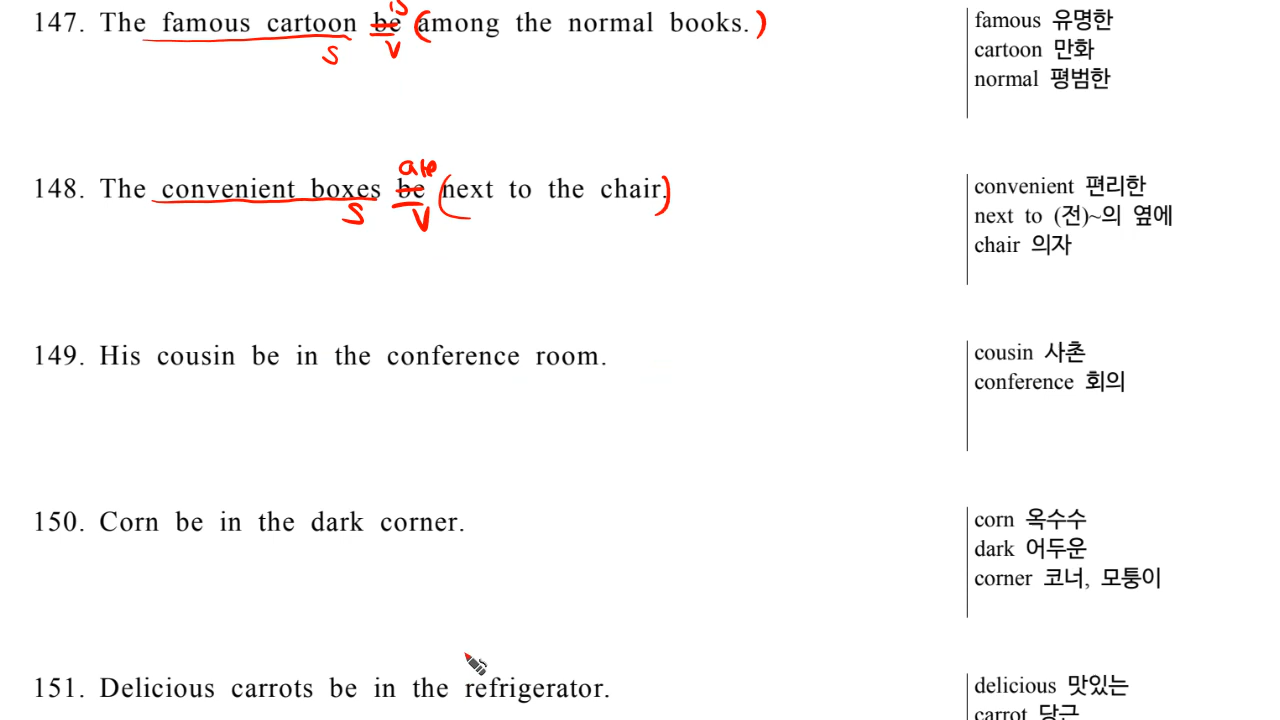 147. The famous cartoon be among the normal books.
is
S
V
famous 유명한
cartoon 만화
normal 평범한
148. The convenient boxes be next to the chair.
are
S
V
convenient 편리한
next to (전)~의 옆에
chair 의자
149. His cousin be in the conference room.
cousin 사촌
conference 회의
150. Corn be in the dark corner.
corn 옥수수
dark 어두운
corner 코너, 모퉁이
151. Delicious carrots be in the refrigerator.
delicious 맛있는
carrot 당근